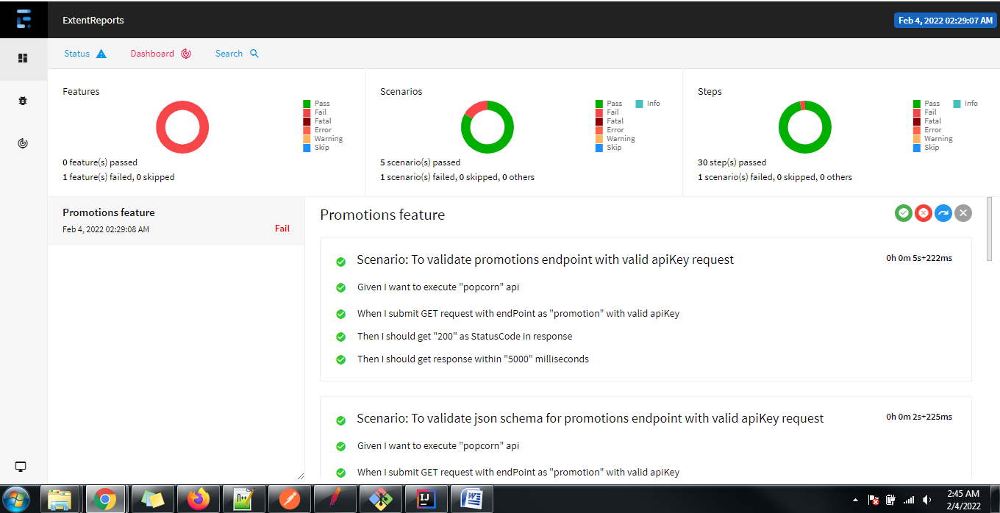 ExtentReports
Feb 4, 2022 02:29:07 AM
Status
Dashboard
Search
Features
Pass
Fail
Fatal
Error
Warning
Skip
0 feature(s) passed
1 feature(s) failed, 0 skipped
Scenarios
Pass
Info
Fail
Fatal
Error
Warning
Skip
5 scenario(s) passed
1 scenario(s) failed, 0 skipped, 0 others
Steps
Pass
Info
Fail
Fatal
Error
Warning
Skip
30 step(s) passed
1 scenario(s) failed, 0 skipped, 0 others
Promotions feature
Feb 4, 2022 02:29:08 AM
Fail
Promotions feature
Scenario: To validate promotions endpoint with valid apiKey request
0h 0m 5s+222ms
Given I want to execute "popcorn" api
When I submit GET request with endPoint as "promotion" with valid apiKey
Then I should get "200" as StatusCode in response
Then I should get response within "5000" milliseconds
Scenario: To validate json schema for promotions endpoint with valid apiKey request
0h 0m 2s+225ms
Given I want to execute "popcorn" api
When I submit GET request with endPoint as "promotion" with valid apiKey
2:45 AM
2/4/2022